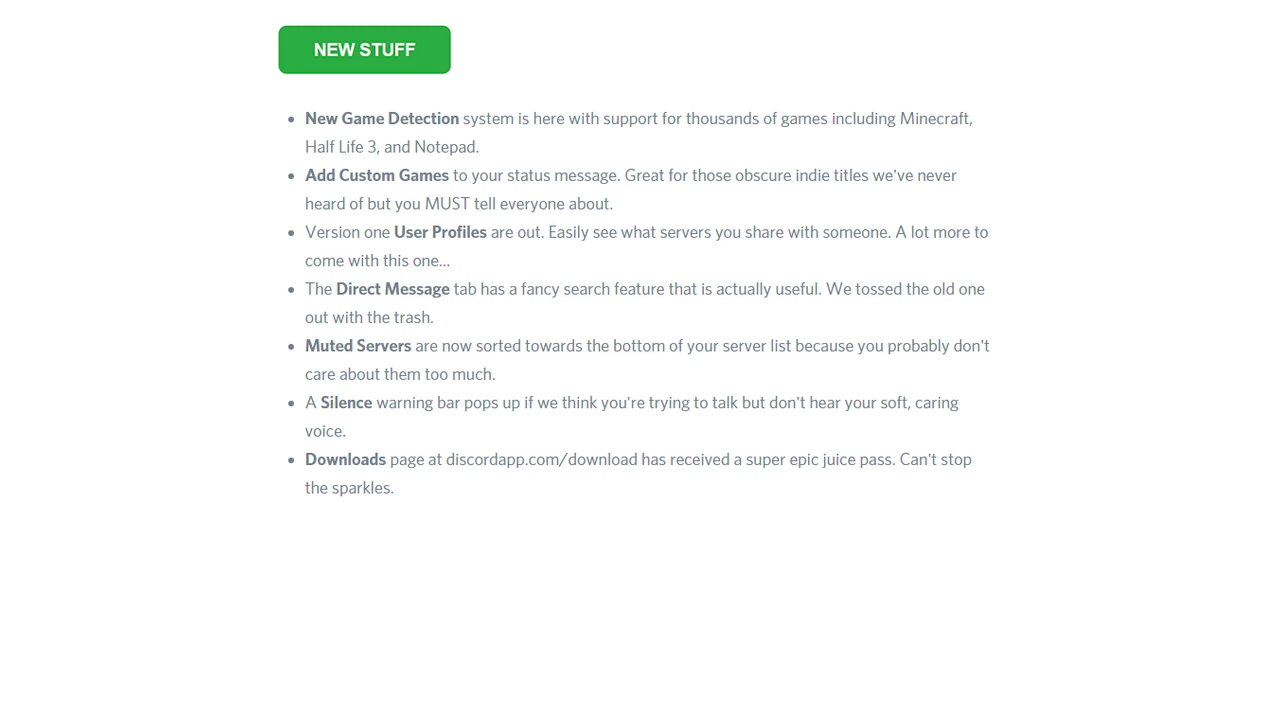 NEW STUFF
• New Game Detection system is here with support for thousands of games including Minecraft,
Half Life 3, and Notepad.
• Add Custom Games to your status message. Great for those obscure indie titles we've never
heard of but you MUST tell everyone about.
• Version one User Profiles are out. Easily see what servers you share with someone. A lot more to
come with this one...
• The Direct Message tab has a fancy search feature that is actually useful. We tossed the old one
out with the trash.
• Muted Servers are now sorted towards the bottom of your server list because you probably don't
care about them too much.
• A Silence warning bar pops up if we think you're trying to talk but don't hear your soft, caring
voice.
• Downloads page at discordapp.com/download has received a super epic juice pass. Can't stop
the sparkles.